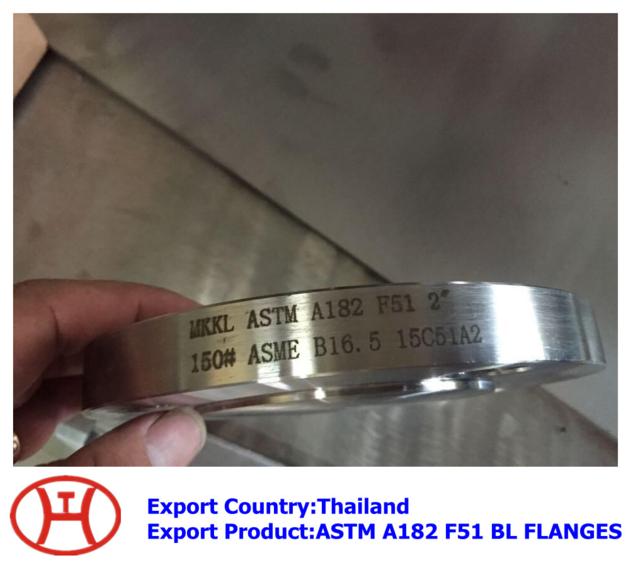 MKKL ASTM A182 F51 2"
150# ASME B16.5 15C51A2
Export Country:Thailand
Export Product:ASTM A182 F51 BL FLANGES